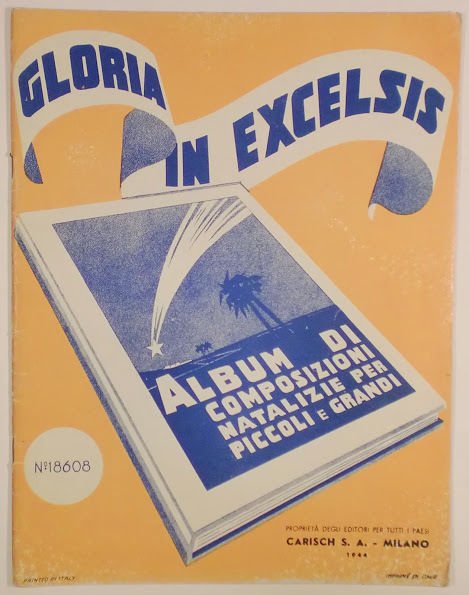 GLORIA
IN EXCELSIS
ALBUM DI
COMPOSIZIONI
NATALIZIE PER
PICCOLI E GRANDI
Nº18608
PROPRIETÀ DEGLI EDITORI PER TUTTI I PAESI
CARISCH S. A. - MILANO
1944
PRINTED IN ITALY
IMPRIMÉ EN ITALIE